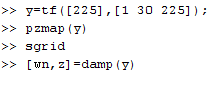 >> y=tf([225],[1 30 225]);
>> pzmap(y)
>> sgrid
>> [wn,z]=damp(y)